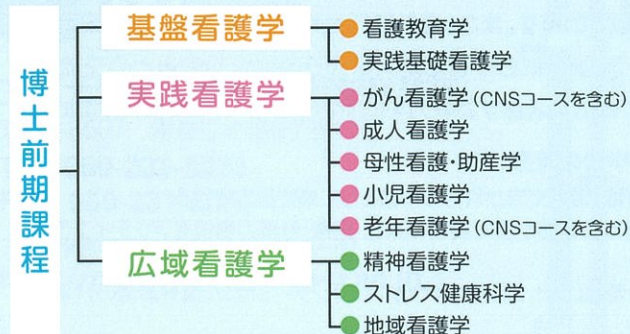 博士前期課程
基盤看護学
看護教育学
実践基礎看護学
実践看護学
がん看護学(CNSコースを含む)
成人看護学
母性看護・助産学
小児看護学
老年看護学(CNSコースを含む)
広域看護学
精神看護学
ストレス健康科学
地域看護学